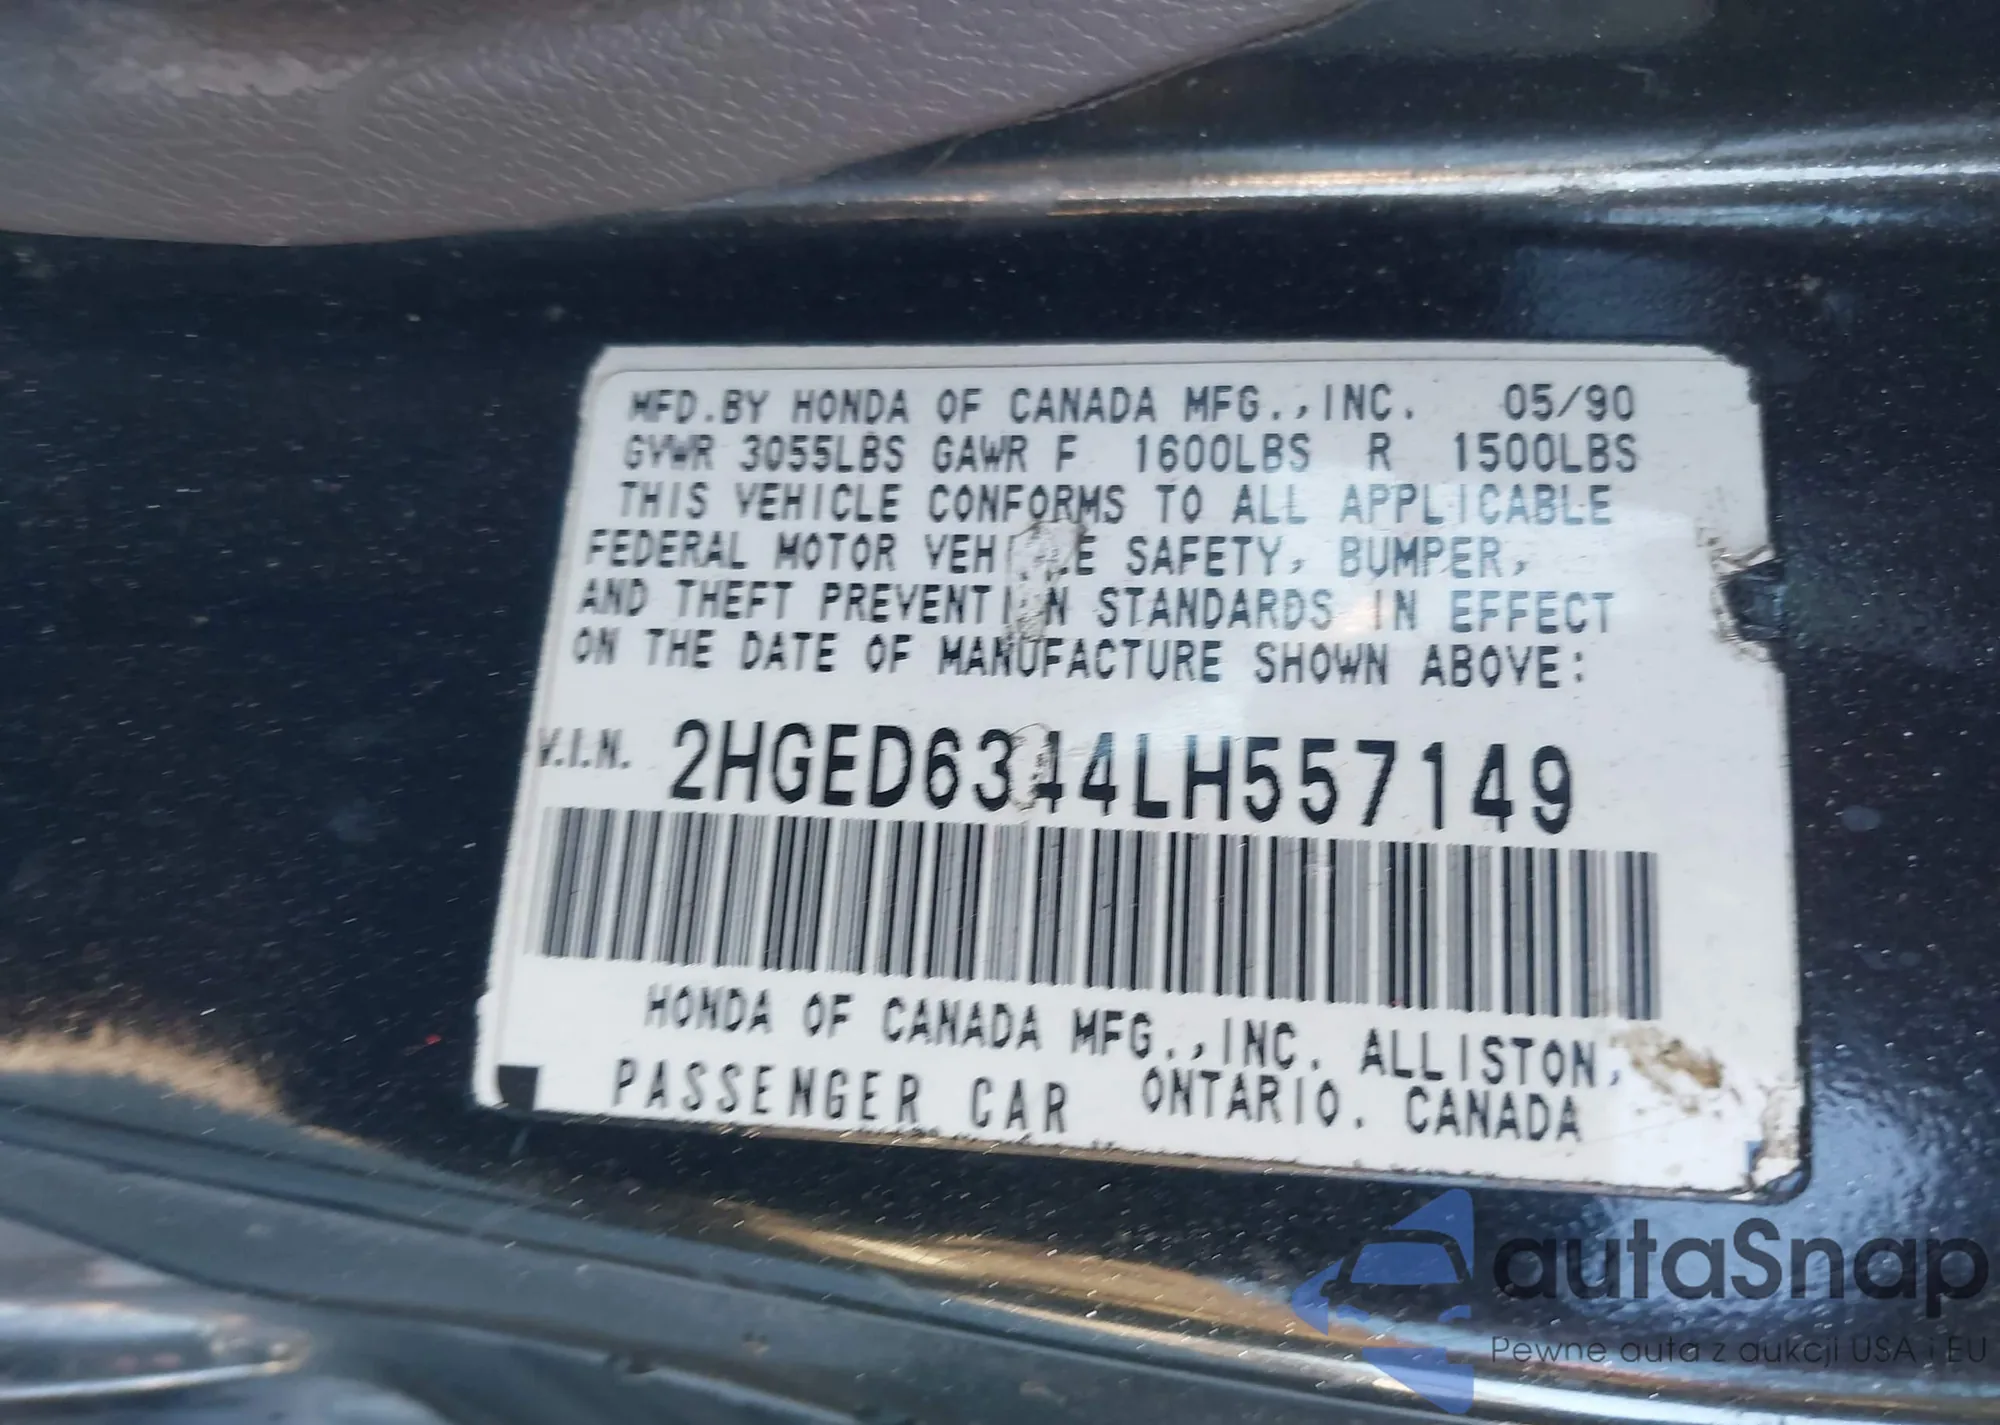 MFD.BY HONDA OF CANADA MFG.,INC. 05/90
GVWR 3055LBS GAWR F 1600LBS R 1500LBS
THIS VEHICLE CONFORMS TO ALL APPLICABLE
FEDERAL MOTOR VEHICLE SAFETY, BUMPER,
AND THEFT PREVENTION STANDARDS IN EFFECT
ON THE DATE OF MANUFACTURE SHOWN ABOVE:
V.I.N. 2HGED6344LH557149
HONDA OF CANADA MFG.,INC. ALLISTON,
PASSENGER CAR ONTARIO. CANADA
autaSnap
Pewne auta z aukcji USA i EU